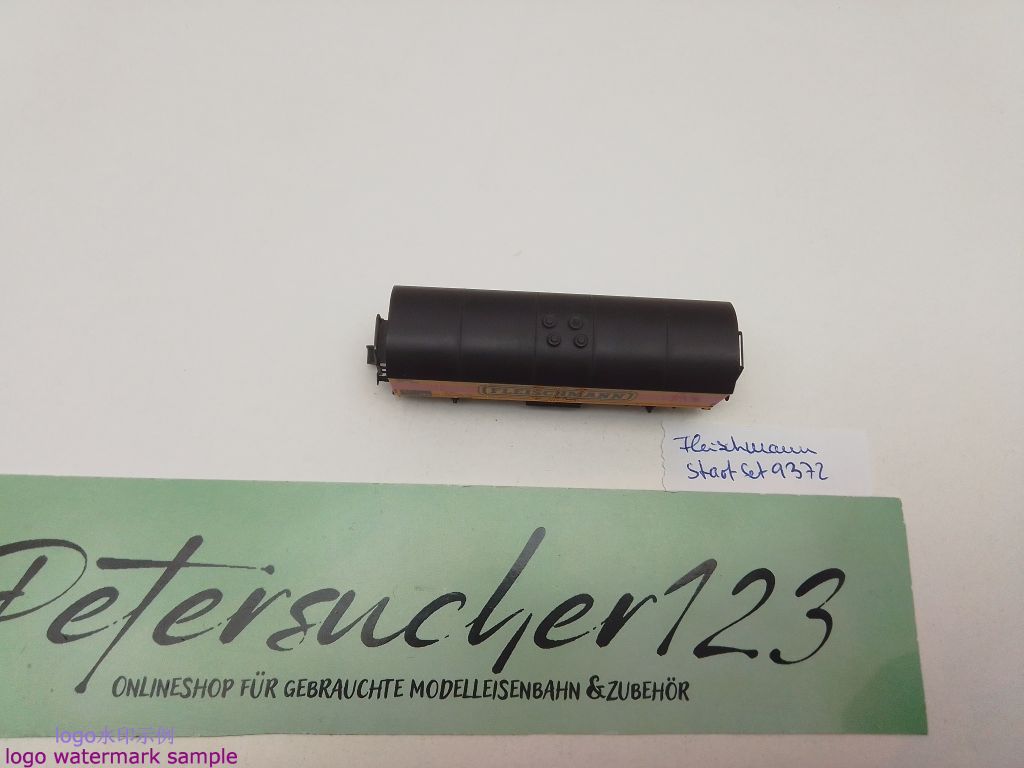 FLEISCHMANN
Fleischmann
Start Set 9372
Petersucher123
ONLINESHOP FÜR GEBRAUCHTE MODELLEISENBAHN & ZUBEHÖR
logo水印示例
logo watermark sample